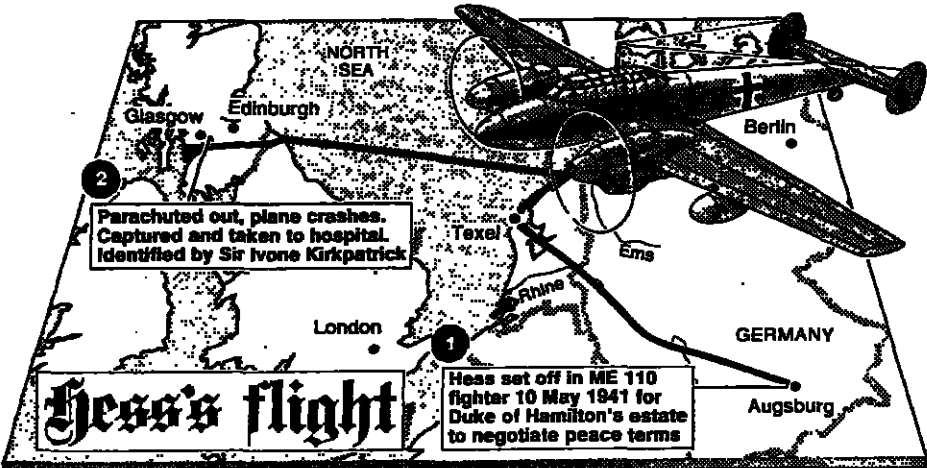 NORTH
SEA
Glasgow
Edinburgh
Berlin
2
Parachuted out, plane crashes.
Captured and taken to hospital.
Identified by Sir Ivone Kirkpatrick
Texel
Ems
Rhine
London
1
GERMANY
Hess's flight
Hess set off in ME 110
fighter 10 May 1941 for
Duke of Hamilton's estate
to negotiate peace terms
Augsburg